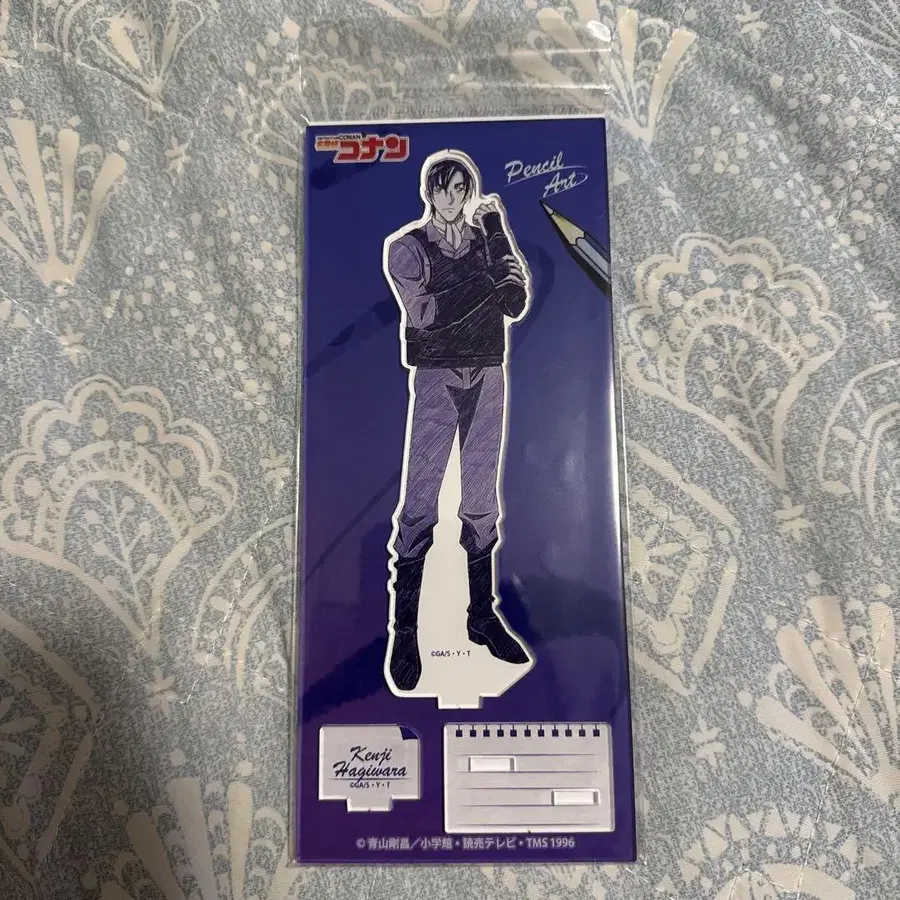 CONAN
名探偵
コナン
Pencil
Art
©GA/S・Y・T
Kenji
Hagiwara
©GA/S・Y・T
© 青山剛昌／小学館・読売テレビ・TMS 1996